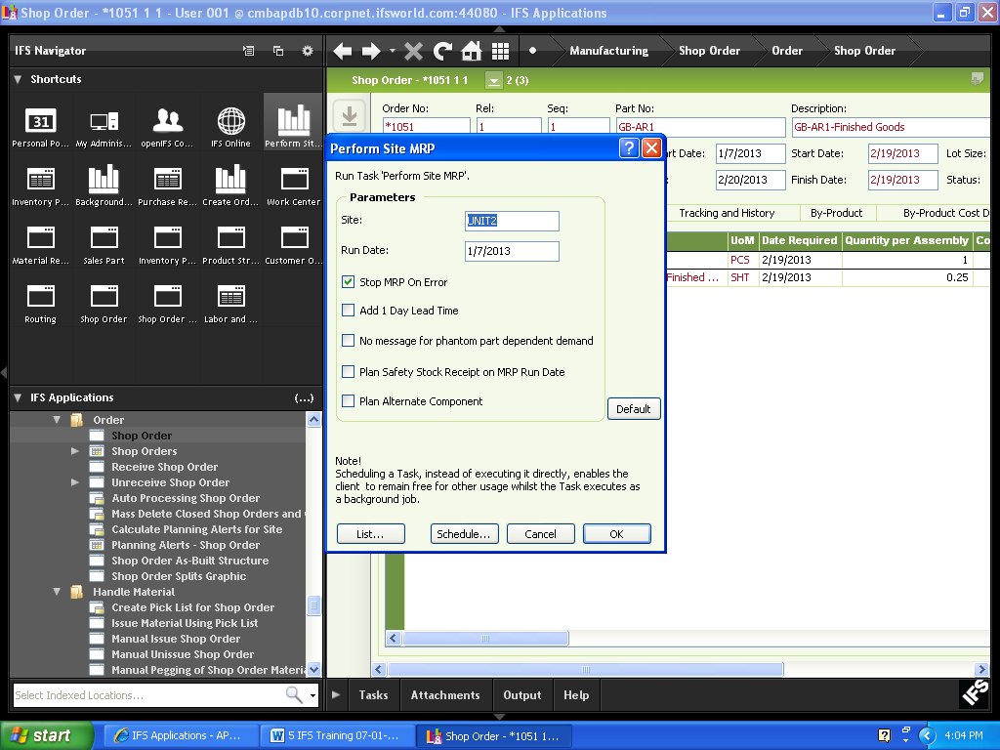 Shop Order - *1051 1 1 - User 001 @ cmbapdb10.corpnet.ifsworld.com:44080 - IFS Applications
IFS Navigator
Manufacturing
Shop Order
Order
Shop Order
Shortcuts
31
Personal Po...
My Adminis...
openIFS Co...
IFS Online
Perform Sit...
Inventory P...
Background...
Purchase Re...
Create Ord...
Work Center
Material Re...
Sales Part
Inventory P...
Product Str...
Customer O...
Routing
Shop Order
Shop Order ...
Labor and ...
Shop Order - *1051 1 1
2 (3)
Order No:
Rel:
Seq:
Part No:
Description:
*1051
1
1
GB-AR1
GB-AR1-Finished Goods
rt Date:
1/7/2013
Start Date:
2/19/2013
Lot Size:
:
2/20/2013
Finish Date:
2/19/2013
Status:
Tracking and History
By-Product
By-Product Cost D
UoM
Date Required
Quantity per Assembly
Co
PCS
2/19/2013
1
Finished ...
SHT
2/19/2013
0.25
Perform Site MRP
?
Run Task 'Perform Site MRP'.
Parameters
Site:
UNIT2
Run Date:
1/7/2013
Stop MRP On Error
Add 1 Day Lead Time
No message for phantom part dependent demand
Plan Safety Stock Receipt on MRP Run Date
Plan Alternate Component
Default
Note!
Scheduling a Task, instead of executing it directly, enables the
client to remain free for other usage whilst the Task executes as
a background job.
List...
Schedule...
Cancel
OK
IFS Applications
(...)
Order
Shop Order
Shop Orders
Receive Shop Order
Unreceive Shop Order
Auto Processing Shop Order
Mass Delete Closed Shop Orders and
Calculate Planning Alerts for Site
Planning Alerts - Shop Order
Shop Order As-Built Structure
Shop Order Splits Graphic
Handle Material
Create Pick List for Shop Order
Issue Material Using Pick List
Manual Issue Shop Order
Manual Unissue Shop Order
Manual Pegging of Shop Order Materia
Select Indexed Locations...
Tasks
Attachments
Output
Help
IFS
start
IFS Applications - AP...
5 IFS Training 07-01-...
Shop Order - *1051 1...
?
4:04 PM